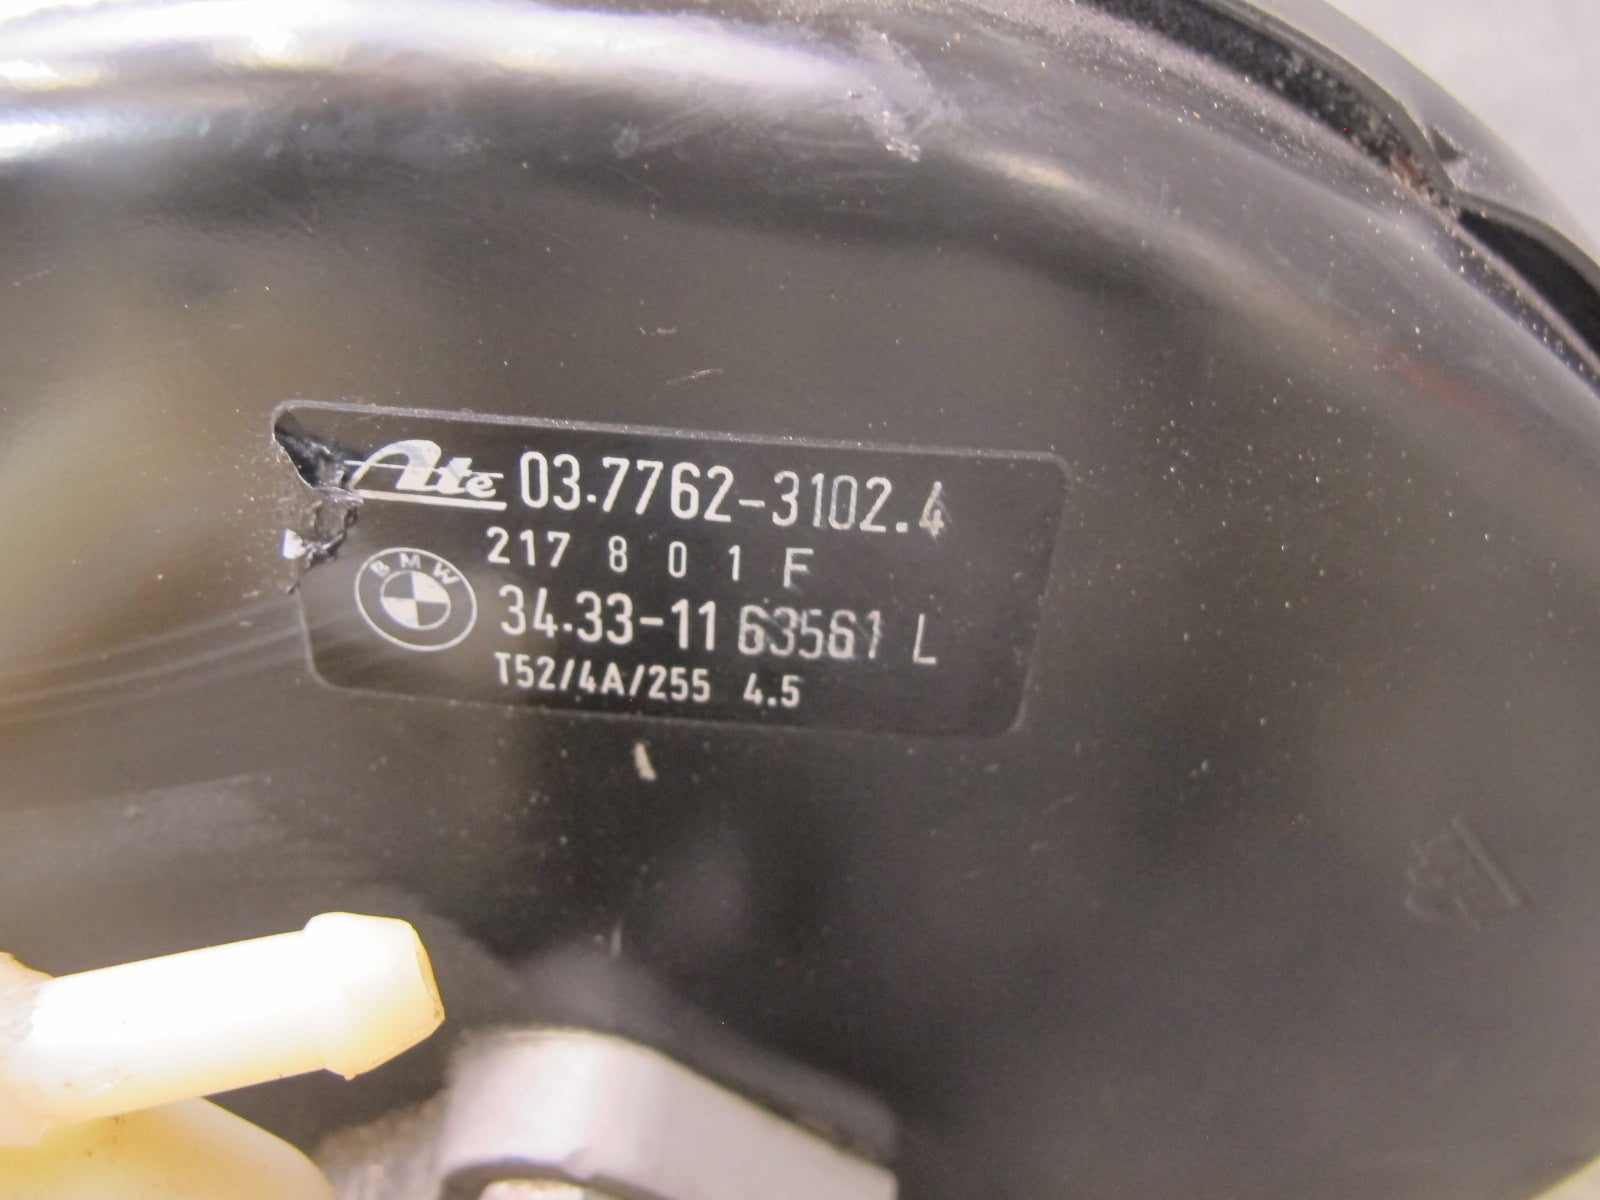 Ate 03.7762-3102.4
217 8 0 1 F
BMW 34.33-11 63561 L
T52/4A/255 4.5